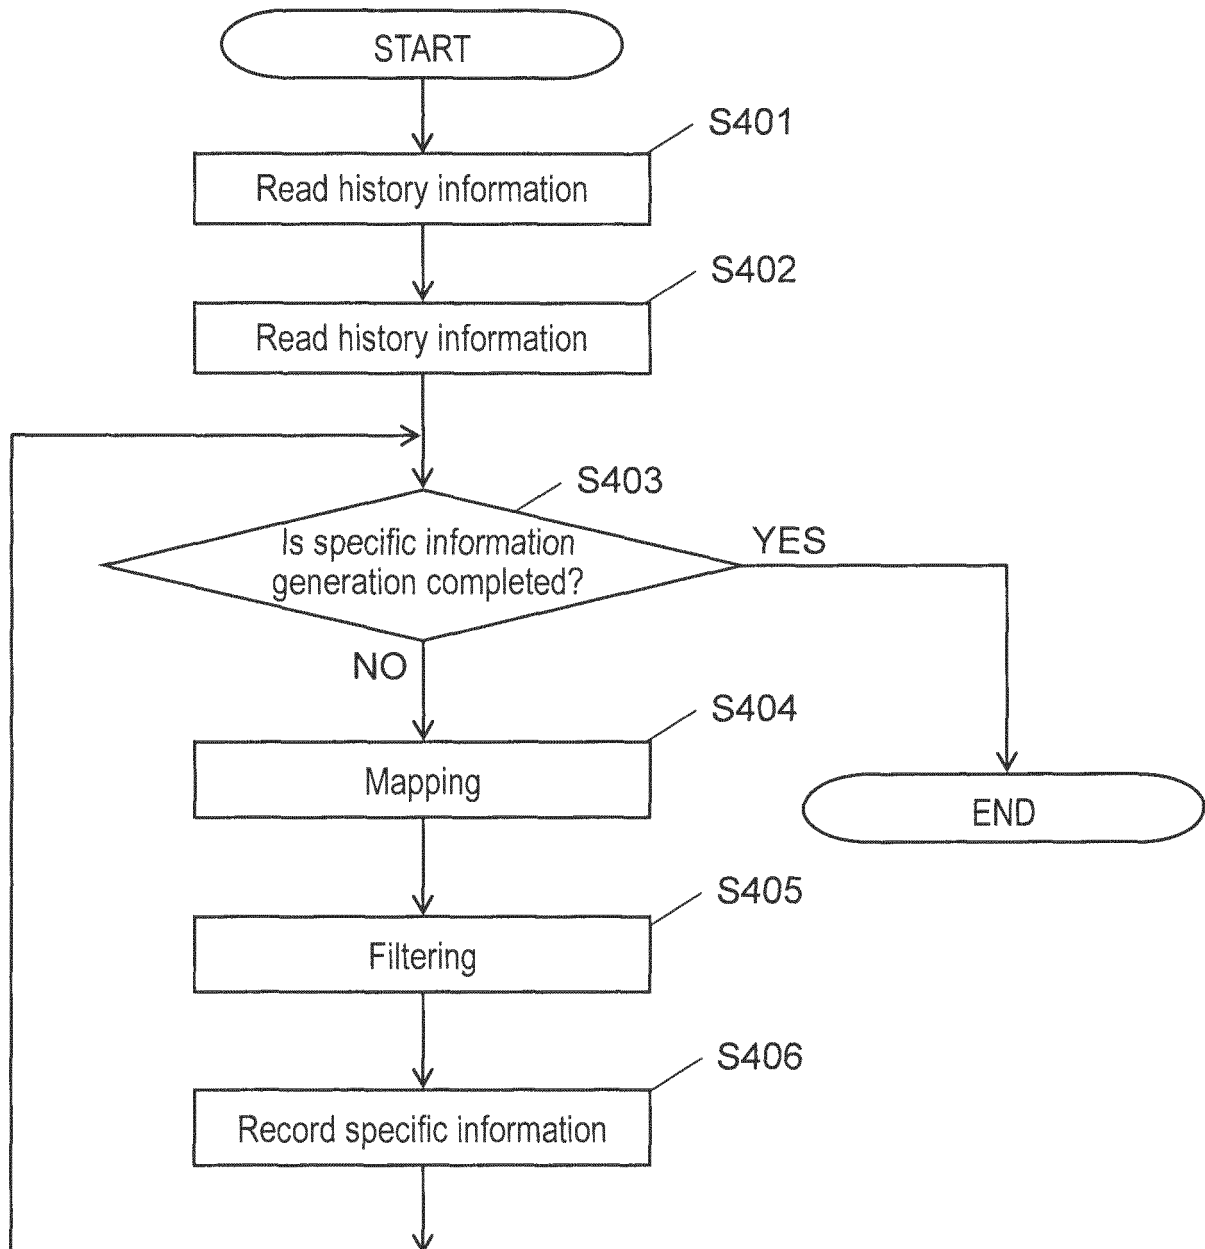 START
S401
Read history information
S402
Read history information
S403
Is specific information
generation completed?
YES
NO
S404
Mapping
END
S405
Filtering
S406
Record specific information